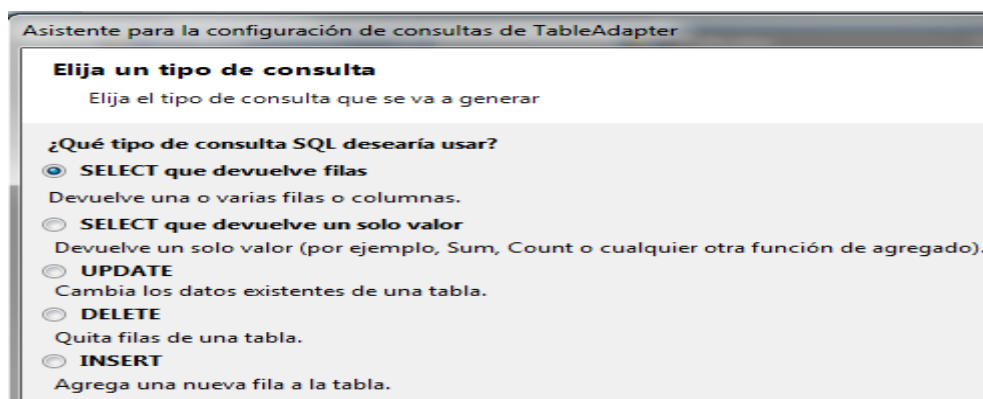 Asistente para la configuración de consultas de TableAdapter
Elija un tipo de consulta
Elija el tipo de consulta que se va a generar
¿Qué tipo de consulta SQL desearía usar?
SELECT que devuelve filas
Devuelve una o varias filas o columnas.
SELECT que devuelve un solo valor
Devuelve un solo valor (por ejemplo, Sum, Count o cualquier otra función de agregado).
UPDATE
Cambia los datos existentes de una tabla.
DELETE
Quita filas de una tabla.
INSERT
Agrega una nueva fila a la tabla.